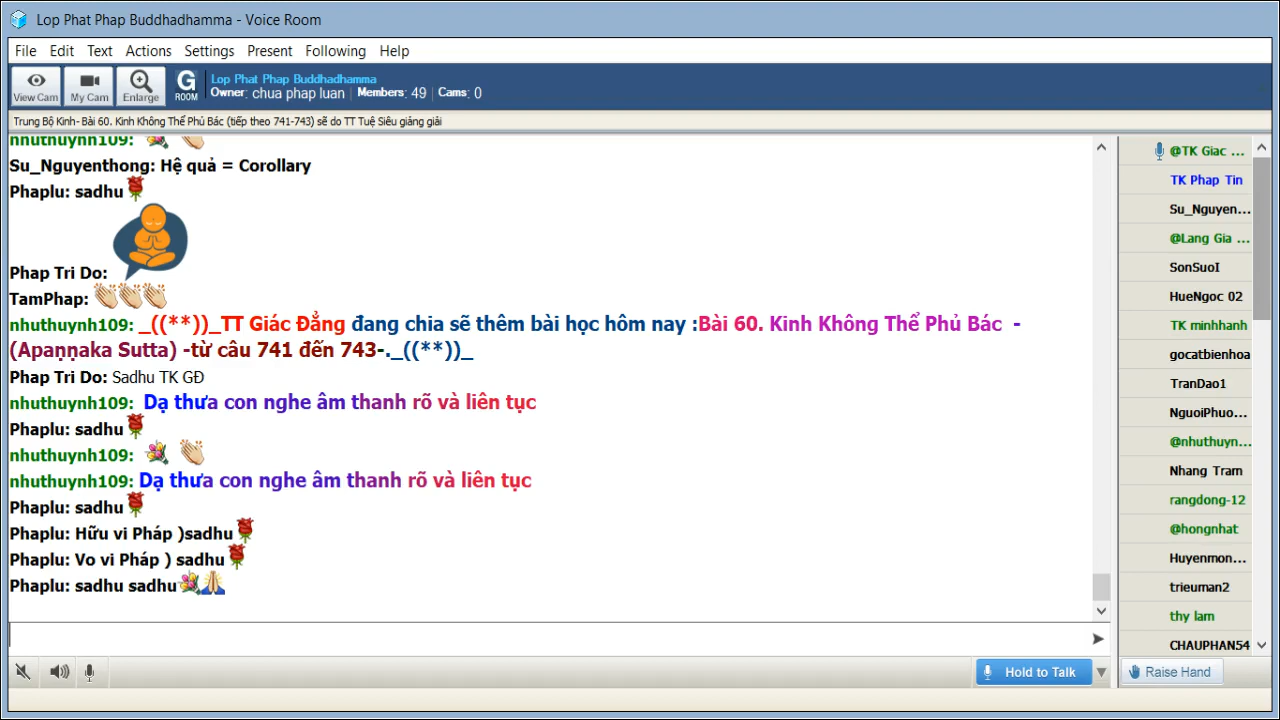 Lop Phat Phap Buddhadhamma - Voice Room
File Edit Text Actions Settings Present Following Help
View Cam My Cam Enlarge G ROOM
Lop Phat Phap Buddhadhamma
Owner: chua phap luan Members: 49 Cams: 0
Trung Bộ Kinh- Bài 60. Kinh Không Thể Phủ Bác (tiếp theo 741-743) sẽ do TT Tuệ Siêu giảng giải
nhuthuynh109:
Su_Nguyenthong: Hệ quả = Corollary
Phaplu: sadhu
Phap Tri Do:
TamPhap:
nhuthuynh109: _((**))_TT Giác Đẳng đang chia sẽ thêm bài học hôm nay :Bài 60. Kinh Không Thể Phủ Bác -
(Apaṇṇaka Sutta) -từ câu 741 đến 743-._((**))_
Phap Tri Do: Sadhu TK GĐ
nhuthuynh109: Dạ thưa con nghe âm thanh rõ và liên tục
Phaplu: sadhu
nhuthuynh109:
nhuthuynh109: Dạ thưa con nghe âm thanh rõ và liên tục
Phaplu: sadhu
Phaplu: Hữu vi Pháp )sadhu
Phaplu: Vo vi Pháp ) sadhu
Phaplu: sadhu sadhu
@TK Giac ...
TK Phap Tin
Su_Nguyen...
@Lang Gia ...
SonSuoI
HueNgoc 02
TK minhhanh
gocatbienhoa
TranDao1
NguoiPhuo...
@nhuthuyn...
Nhang Tram
rangdong-12
@hongnhat
Huyenmon...
trieuman2
thy lam
CHAUPHAN54
Hold to Talk
Raise Hand